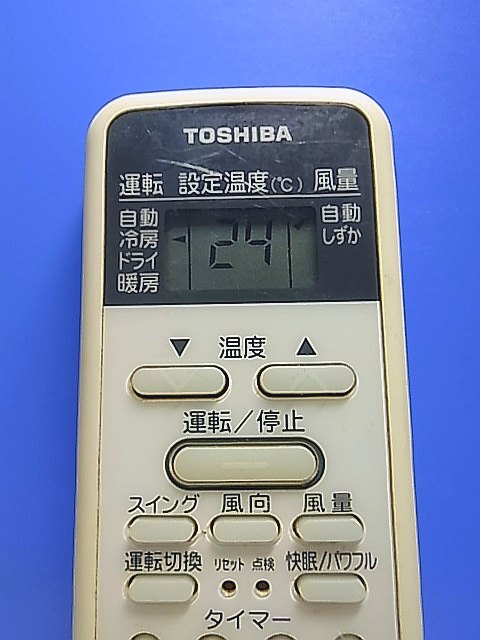 TOSHIBA
運転 設定温度(℃) 風量
自動 自動
冷房 24 しずか
ドライ
暖房
▼ 温度 ▲
運転/停止
スイング 風向 風量
運転切換 リセット 点検 快眠/パワフル
タイマー